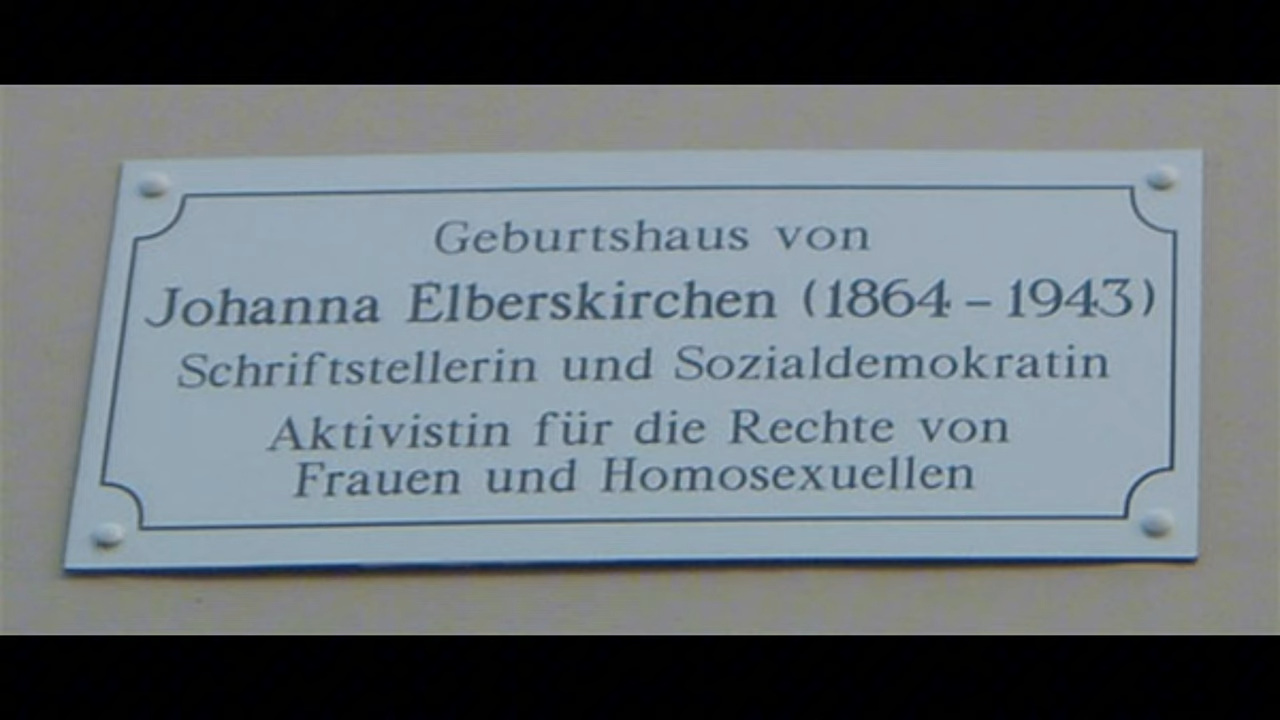 Geburtshaus von
Johanna Elberskirchen (1864 – 1943)
Schriftstellerin und Sozialdemokratin
Aktivistin für die Rechte von
Frauen und Homosexuellen